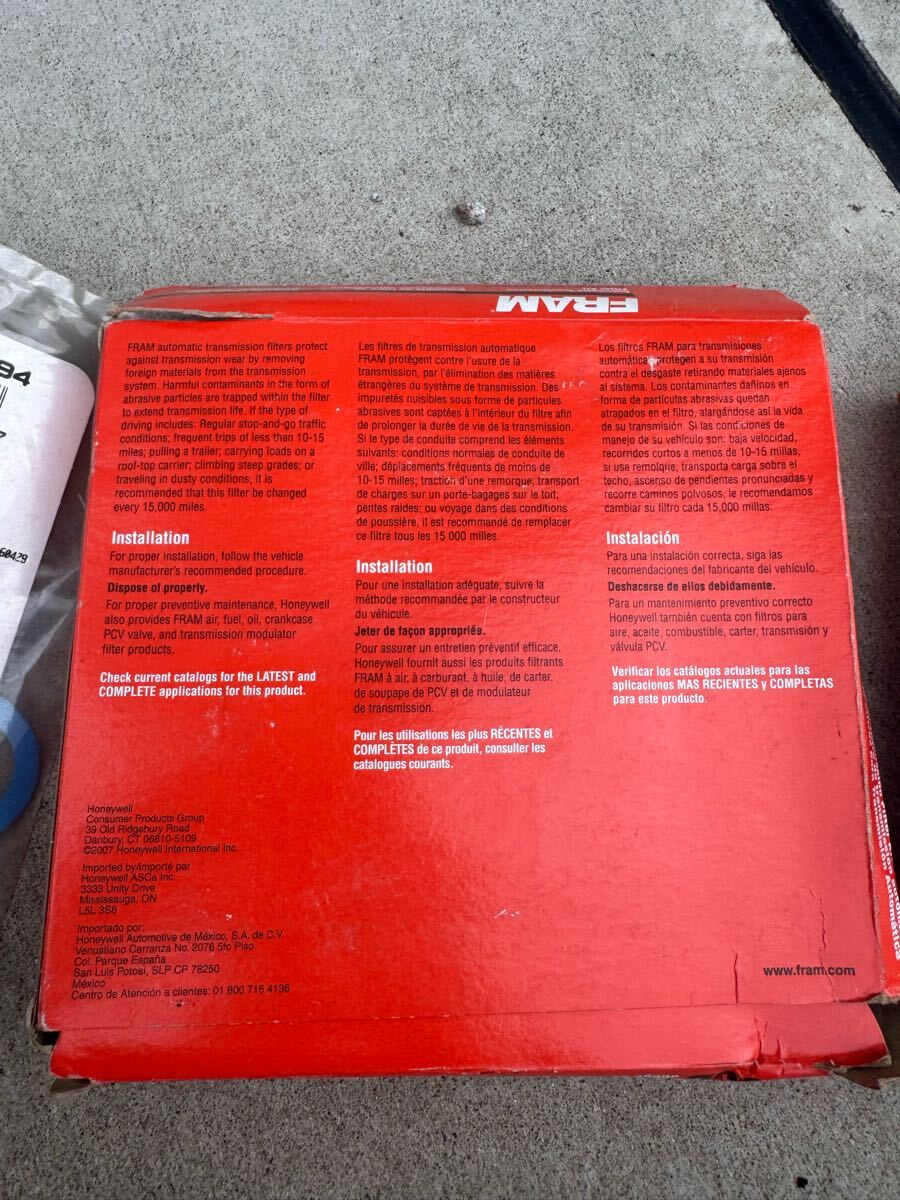 FRAM
FRAM automatic transmission filters protect
against transmission wear by removing
foreign materials from the transmission
system. Harmful contaminants in the form of
abrasive particles are trapped within the filter
to extend transmission life. If the type of
driving includes: Regular stop-and-go traffic
conditions; frequent trips of less than 10-15
miles; pulling a trailer; carrying loads on a
roof-top carrier; climbing steep grades; or
traveling in dusty conditions, it is
recommended that this filter be changed
every 15,000 miles.
Installation
For proper installation, follow the vehicle
manufacturer's recommended procedure.
Dispose of properly.
For proper preventive maintenance, Honeywell
also provides FRAM air, fuel, oil, crankcase
PCV valve, and transmission modulator
filter products.
Check current catalogs for the LATEST and
COMPLETE applications for this product.
Les filtres de transmission automatique
FRAM protègent contre l'usure de la
transmission, par l'élimination des matières
étrangères du système de transmission. Des
impuretés nuisibles sous forme de particules
abrasives sont captées à l'intérieur du filtre afin
de prolonger la durée de vie de la transmission.
Si le type de conduite comprend les éléments
suivants: conditions normales de conduite de
ville; déplacements fréquents de moins de
10-15 milles; traction d'une remorque; transport
de charges sur un porte-bagages sur le toit;
pentes raides; ou voyage dans des conditions
de poussière, il est recommandé de remplacer
ce filtre tous les 15 000 milles.
Installation
Pour une installation adéquate, suivre la
méthode recommandée par le constructeur
du véhicule.
Jeter de façon appropriée.
Pour assurer un entretien préventif efficace,
Honeywell fournit aussi les produits filtrants
FRAM à air, à carburant, à huile, de carter,
de soupape de PCV et de modulateur
de transmission.
Pour les utilisations les plus RÉCENTES et
COMPLÈTES de ce produit, consulter les
catalogues courants.
Los filtros FRAM para transmisiones
automática protegen a su transmisión
contra el desgaste retirando materiales ajenos
al sistema. Los contaminantes dañinos en
forma de partículas abrasivas quedan
atrapados en el filtro, alargándose así la vida
de su transmisión. Si las condiciones de
manejo de su vehículo son: baja velocidad,
recorridos cortos a menos de 10-15 millas,
si usa remolque, transporta carga sobre el
techo, ascenso de pendientes pronunciadas y
recorre caminos polvosos, le recomendamos
cambiar su filtro cada 15,000 millas.
Instalación
Para una instalación correcta, siga las
recomendaciones del fabricante del vehículo.
Deshacerse de ellos debidamente.
Para un mantenimiento preventivo correcto
Honeywell también cuenta con filtros para
aire, aceite, combustible, carter, transmisión y
válvula PCV.
Verificar los catálogos actuales para las
aplicaciones MAS RECIENTES y COMPLETAS
para este producto.
Honeywell
Consumer Products Group
39 Old Ridgebury Road
Danbury, CT 06810-5109
©2007 Honeywell International Inc.
Imported by/Importé par
Honeywell ASCa Inc.
3333 Unity Drive
Mississauga, ON
L5L 3S6
Importado por:
Honeywell Automotive de México, S.A. de C.V.
Venustiano Carranza No. 2076 5to Piso
Col. Parque España
San Luis Potosí, SLP CP 78250
México
Centro de Atención a clientes: 01 800 715 4136
www.fram.com
94
60429
Automática